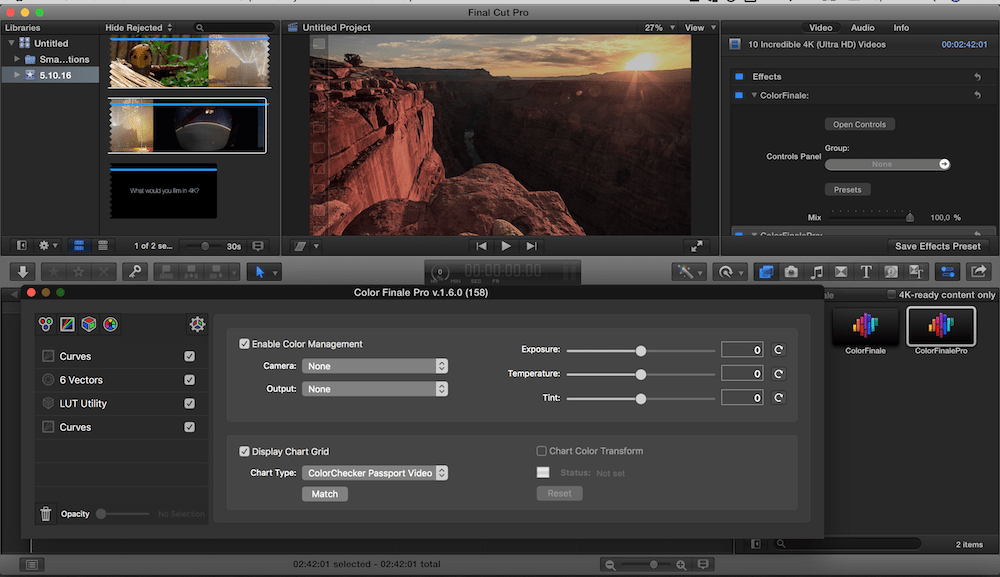 Final Cut Pro
Libraries
Hide Rejected
Untitled Project
27%
View
Video
Audio
Info
Untitled
Sma...tions
5.10.16
10 Incredible 4K (Ultra HD) Videos
00:02:42:01
Effects
ColorFinale:
Open Controls
Group:
Controls Panel
None
What would you film in 4K?
Presets
Mix
100,0 %
ColorFinalePro:
1 of 2 se...
30s
Save Effects Preset
0
00:00:00:00
HR
MIN
SEC
FR
Color Finale Pro v.1.6.0 (158)
ale
4K-ready content only
Curves
6 Vectors
LUT Utility
Curves
Enable Color Management
Camera:
None
Output:
None
Exposure:
0
Temperature:
0
Tint:
0
ColorFinale
ColorFinalePro
Display Chart Grid
Chart Type:
ColorChecker Passport Video
Match
Chart Color Transform
Status:
Not set
Reset
Opacity
No Selection
2 items
02:42:01 selected - 02:42:01 total